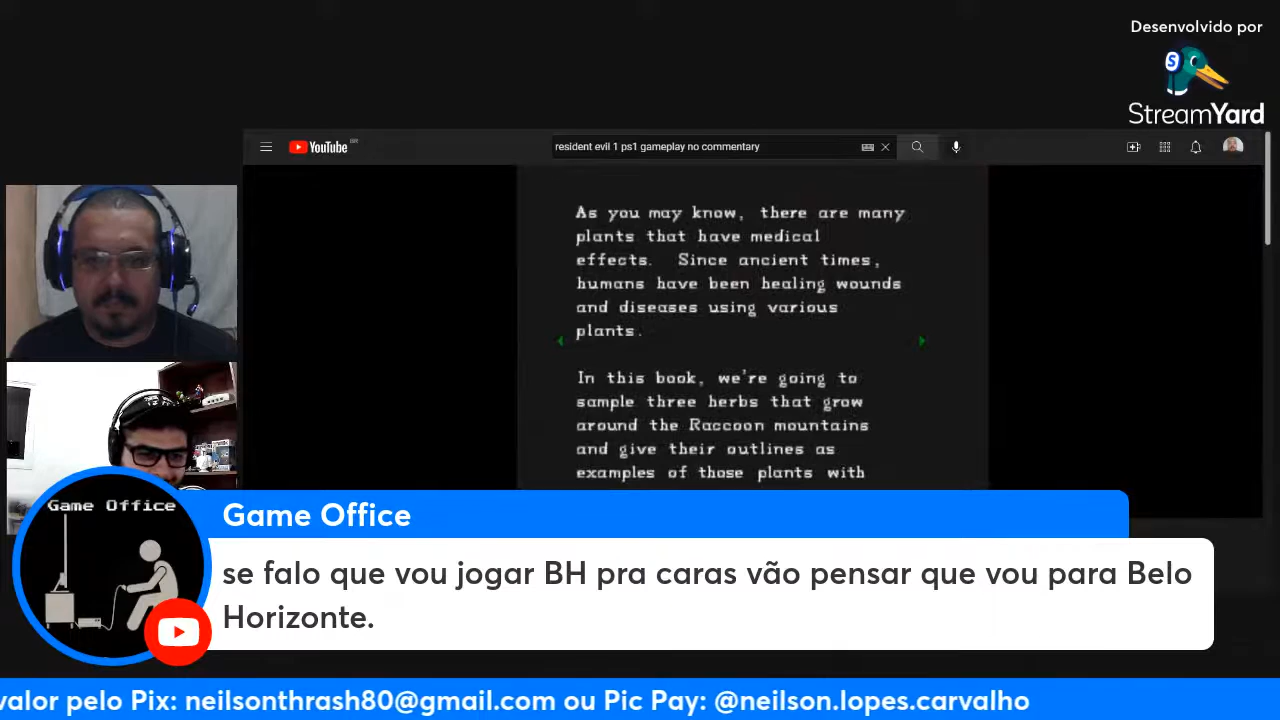 Desenvolvido por
StreamYard
YouTube
resident evil 1 ps1 gameplay no commentary
As you may know, there are many
plants that have medical
effects. Since ancient times,
humans have been healing wounds
and diseases using various
plants.
In this book, we're going to
sample three herbs that grow
around the Raccoon mountains
and give their outlines as
examples of those plants with
Game Office
Game Office
se falo que vou jogar BH pra caras vão pensar que vou para Belo
Horizonte.
valor pelo Pix: neilsonthrash80@gmail.com ou Pic Pay: @neilson.lopes.carvalho